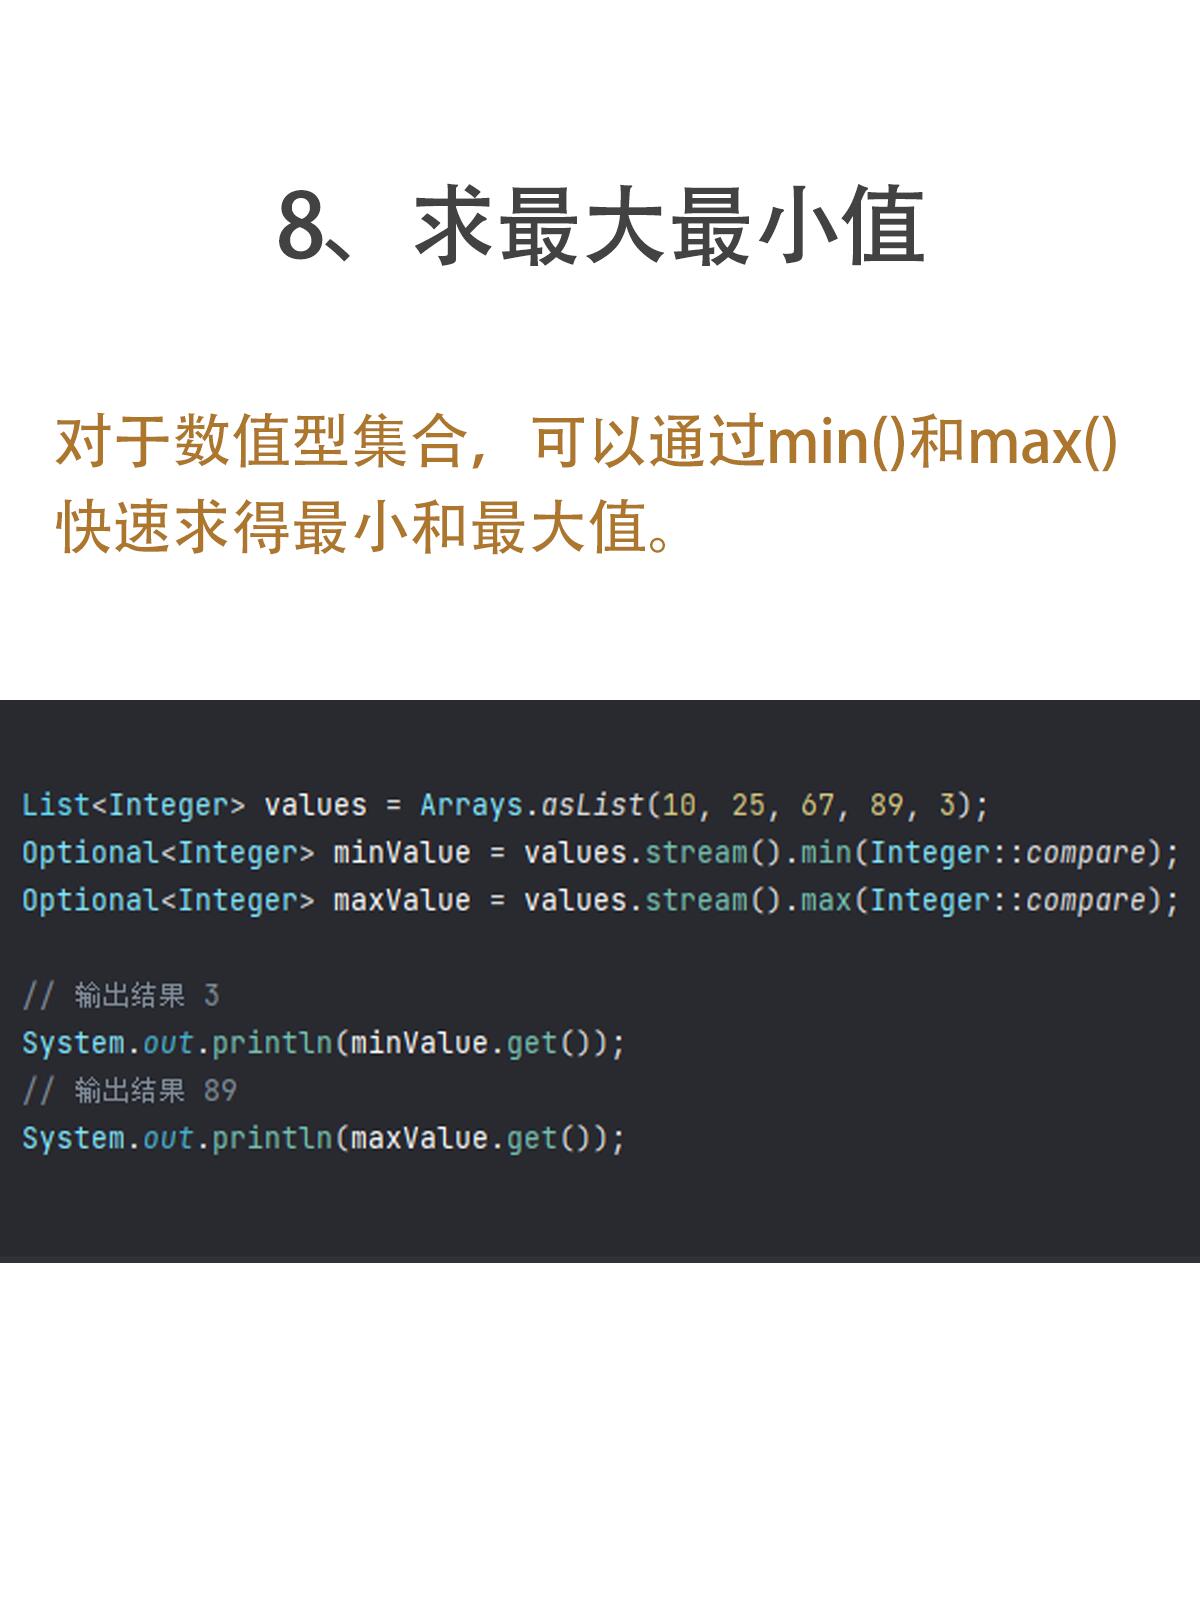 8、求最大最小值
对于数值型集合，可以通过min()和max()
快速求得最小和最大值。
List<Integer> values = Arrays.asList(10, 25, 67, 89, 3);
Optional<Integer> minValue = values.stream().min(Integer::compare);
Optional<Integer> maxValue = values.stream().max(Integer::compare);
// 输出结果 3
System.out.println(minValue.get());
// 输出结果 89
System.out.println(maxValue.get());